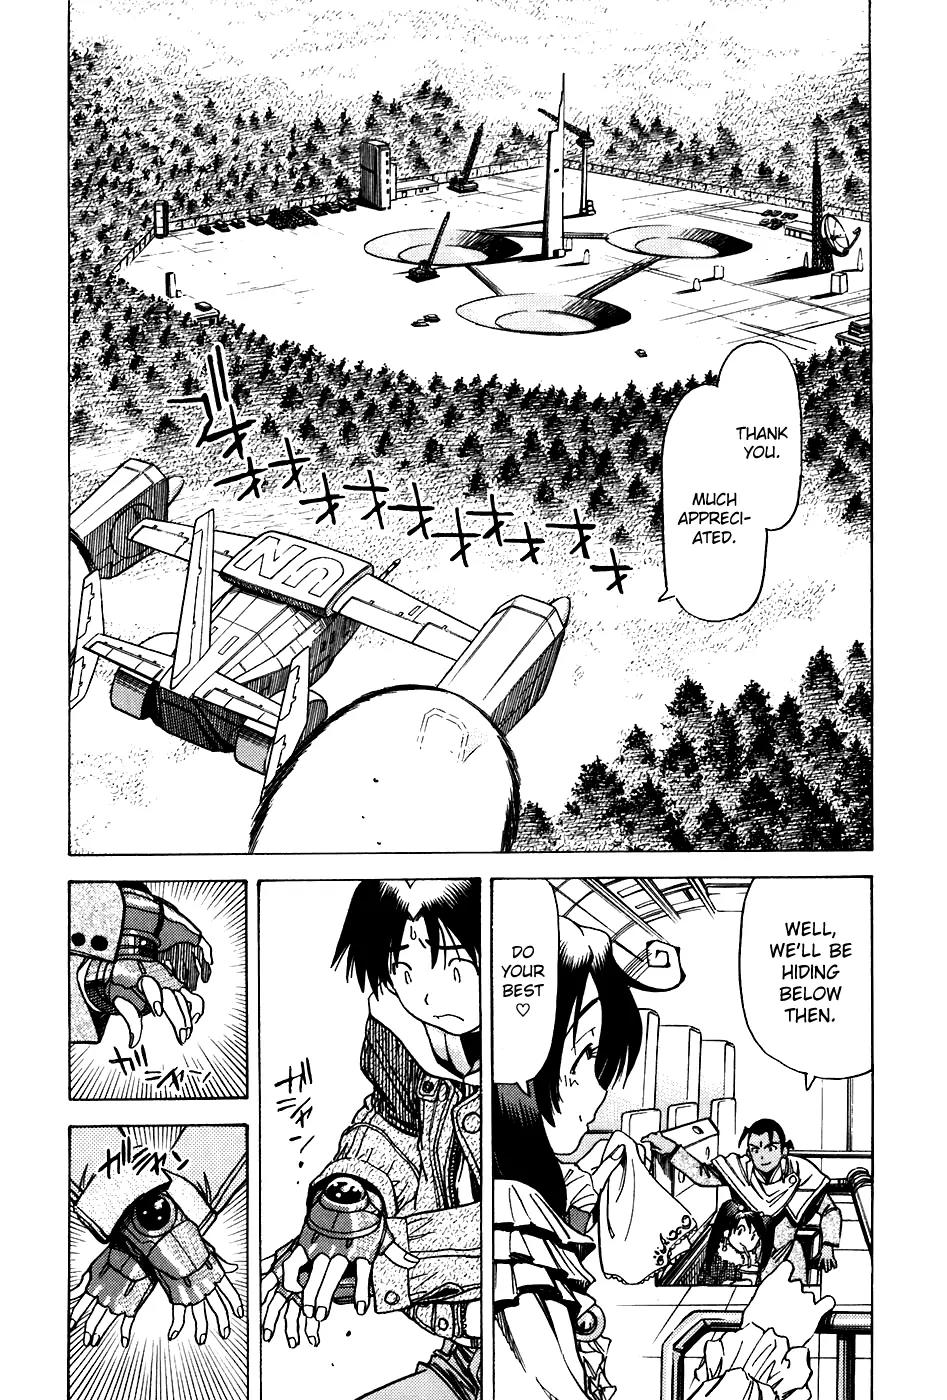 THANK
YOU.
MUCH
APPRECI-
ATED.
UN
WELL,
WE'LL BE
HIDING
BELOW
THEN.
DO
YOUR
BEST
♡